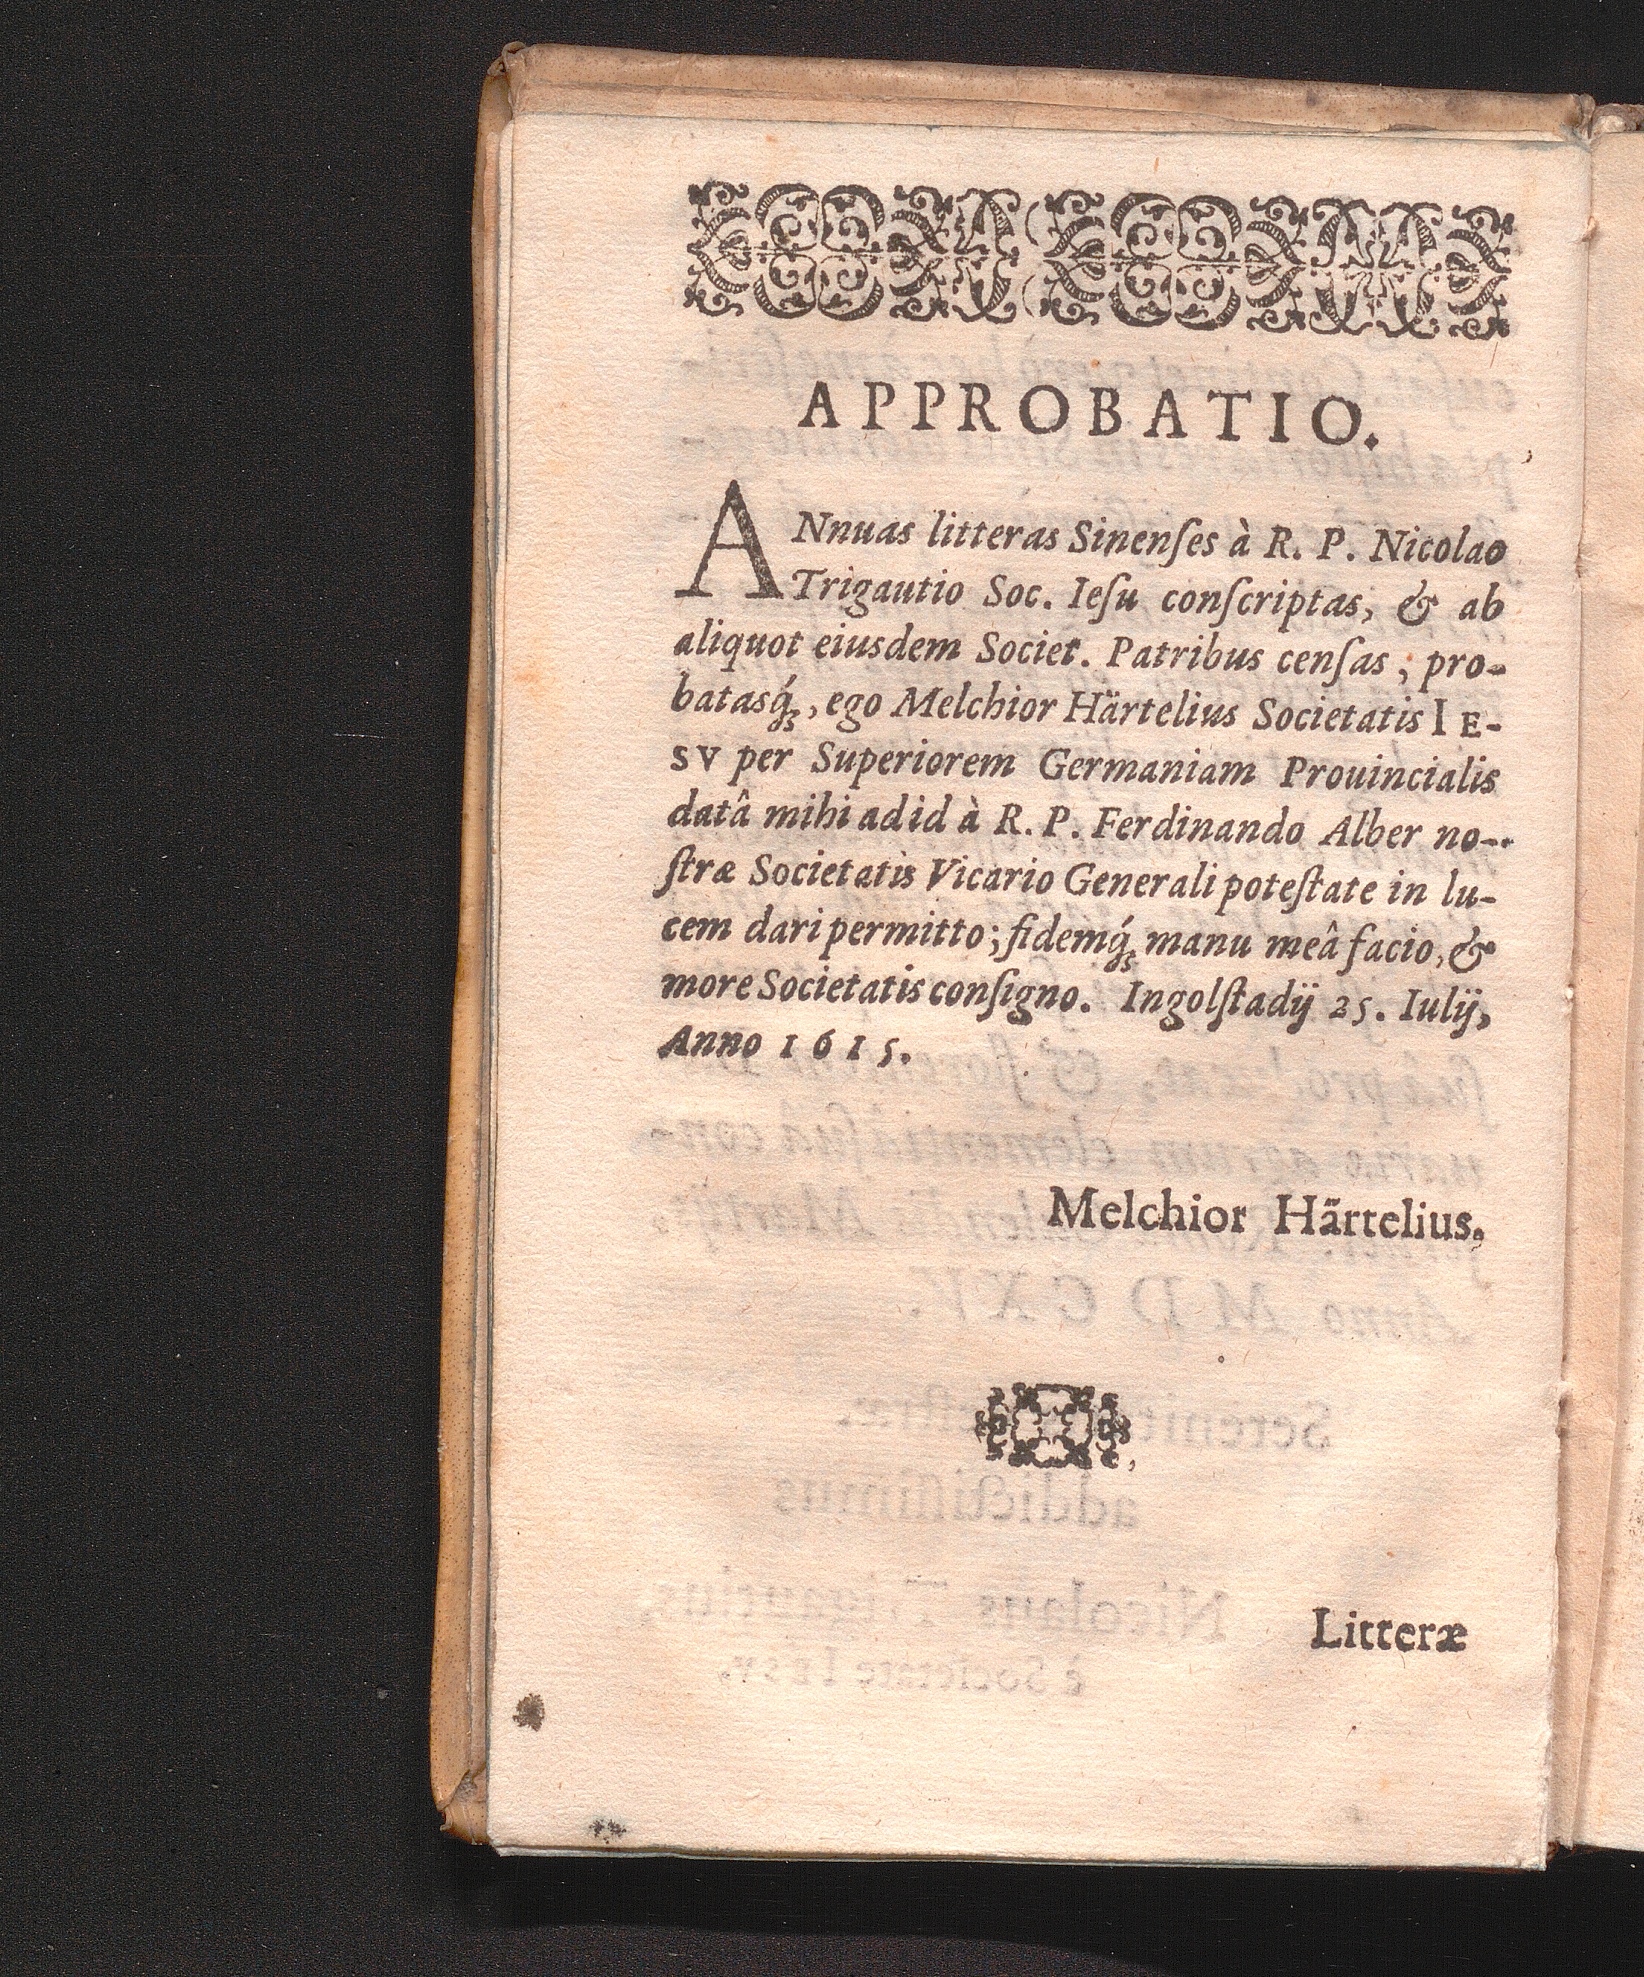 APPROBATIO.
ANnuas litteras Sinenſes à R. P. Nicolao
Trigautio Soc. Ieſu conſcriptas, & ab
aliquot eiusdem Societ. Patribus cenſas, pro-
batasq́ꝫ, ego Melchior Härtelius Societatis IE-
SV per Superiorem Germaniam Prouincialis
datâ mihi ad id à R. P. Ferdinando Alber no-
ſtræ Societatis Vicario Generali poteſtate in lu-
cem dari permitto; fidemq́ꝫ manu meâ facio, &
more Societatis conſigno. Ingolſtadij 25. Iulij,
Anno 1615.
Melchior Härtelius.
Litteræ